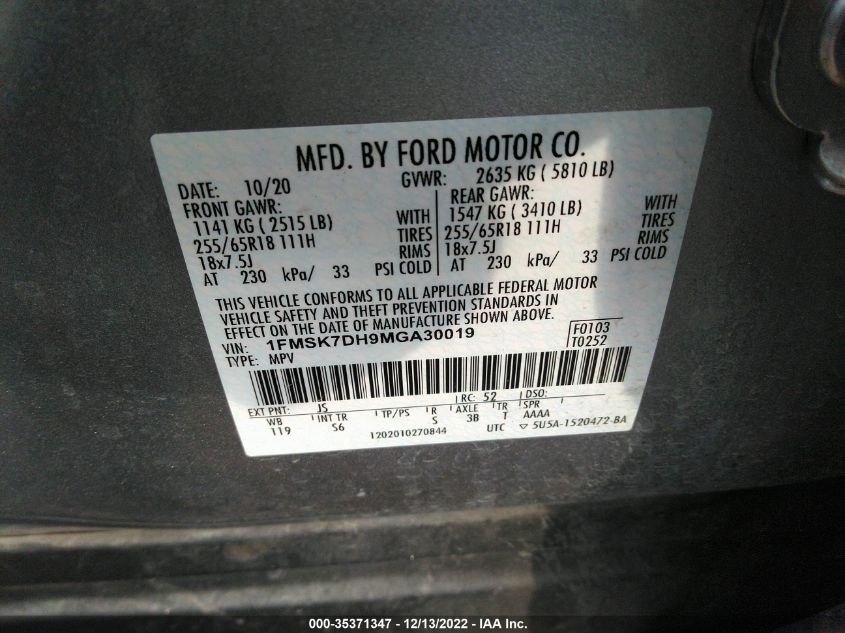 MFD. BY FORD MOTOR CO.
DATE: 10/20 GVWR: 2635 KG ( 5810 LB)
FRONT GAWR: REAR GAWR:
1141 KG ( 2515 LB) WITH 1547 KG ( 3410 LB) WITH
255/65R18 111H TIRES 255/65R18 111H TIRES
18x7.5J RIMS 18x7.5J RIMS
AT 230 kPa/ 33 PSI COLD AT 230 kPa/ 33 PSI COLD
THIS VEHICLE CONFORMS TO ALL APPLICABLE FEDERAL MOTOR
VEHICLE SAFETY AND THEFT PREVENTION STANDARDS IN
EFFECT ON THE DATE OF MANUFACTURE SHOWN ABOVE.
VIN: 1FMSK7DH9MGA30019 F0103
TYPE: MPV T0252
EXT PNT: JS RC: 52 DSO:
WB INT TR TP/PS R AXLE TR SPR
119 S6 S 3B T AAAA
1202010270844 UTC ▽ 5U5A-1520472-BA
000-35371347 - 12/13/2022 - IAA Inc.